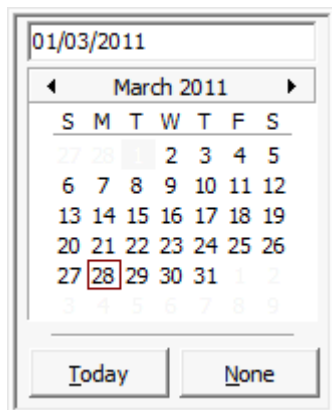 01/03/2011
March 2011
S M T W T F S
27 28 1 2 3 4 5
6 7 8 9 10 11 12
13 14 15 16 17 18 19
20 21 22 23 24 25 26
27 28 29 30 31 1 2
3 4 5 6 7 8 9
Today None